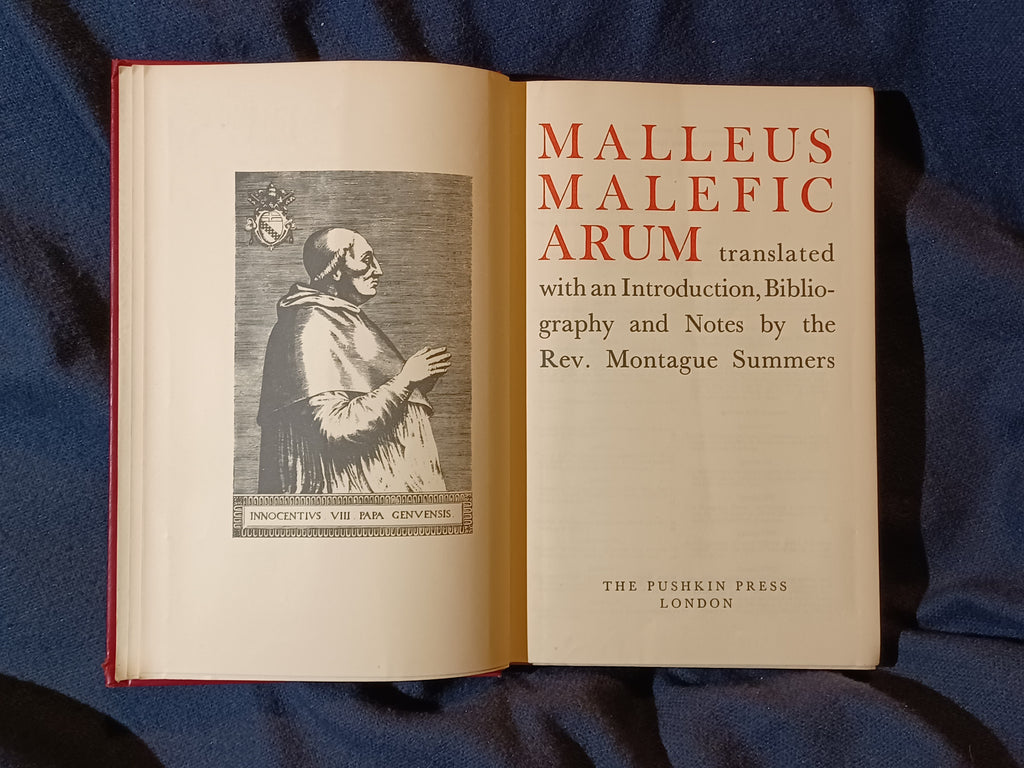 INNOCENTIVS VIII PAPA GENVENSIS.
MALLEUS
MALEFIC
ARUM translated
with an Introduction, Biblio-
graphy and Notes by the
Rev. Montague Summers
THE PUSHKIN PRESS
LONDON